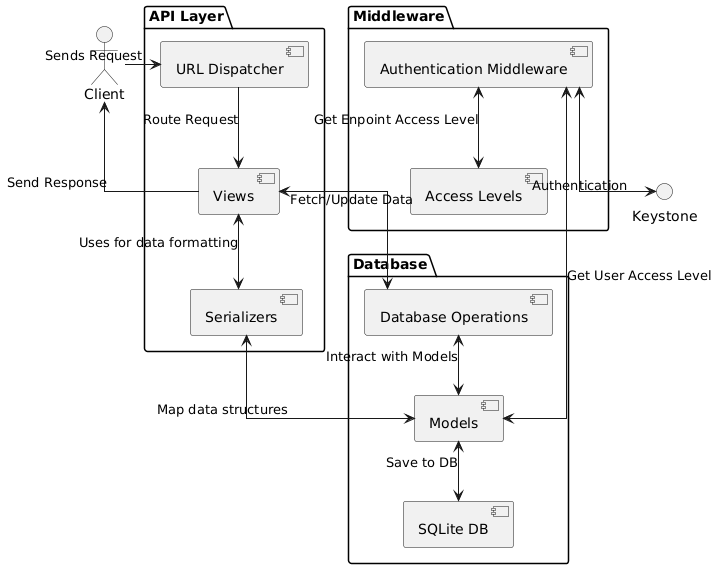 API Layer
Middleware
Sends Request
URL Dispatcher
Authentication Middleware
Client
Route Request
Get Enpoint Access Level
Send Response
Views
Access Levels
Authentication
Fetch/Update Data
Keystone
Uses for data formatting
Database
Get User Access Level
Serializers
Database Operations
Interact with Models
Map data structures
Models
Save to DB
SQLite DB